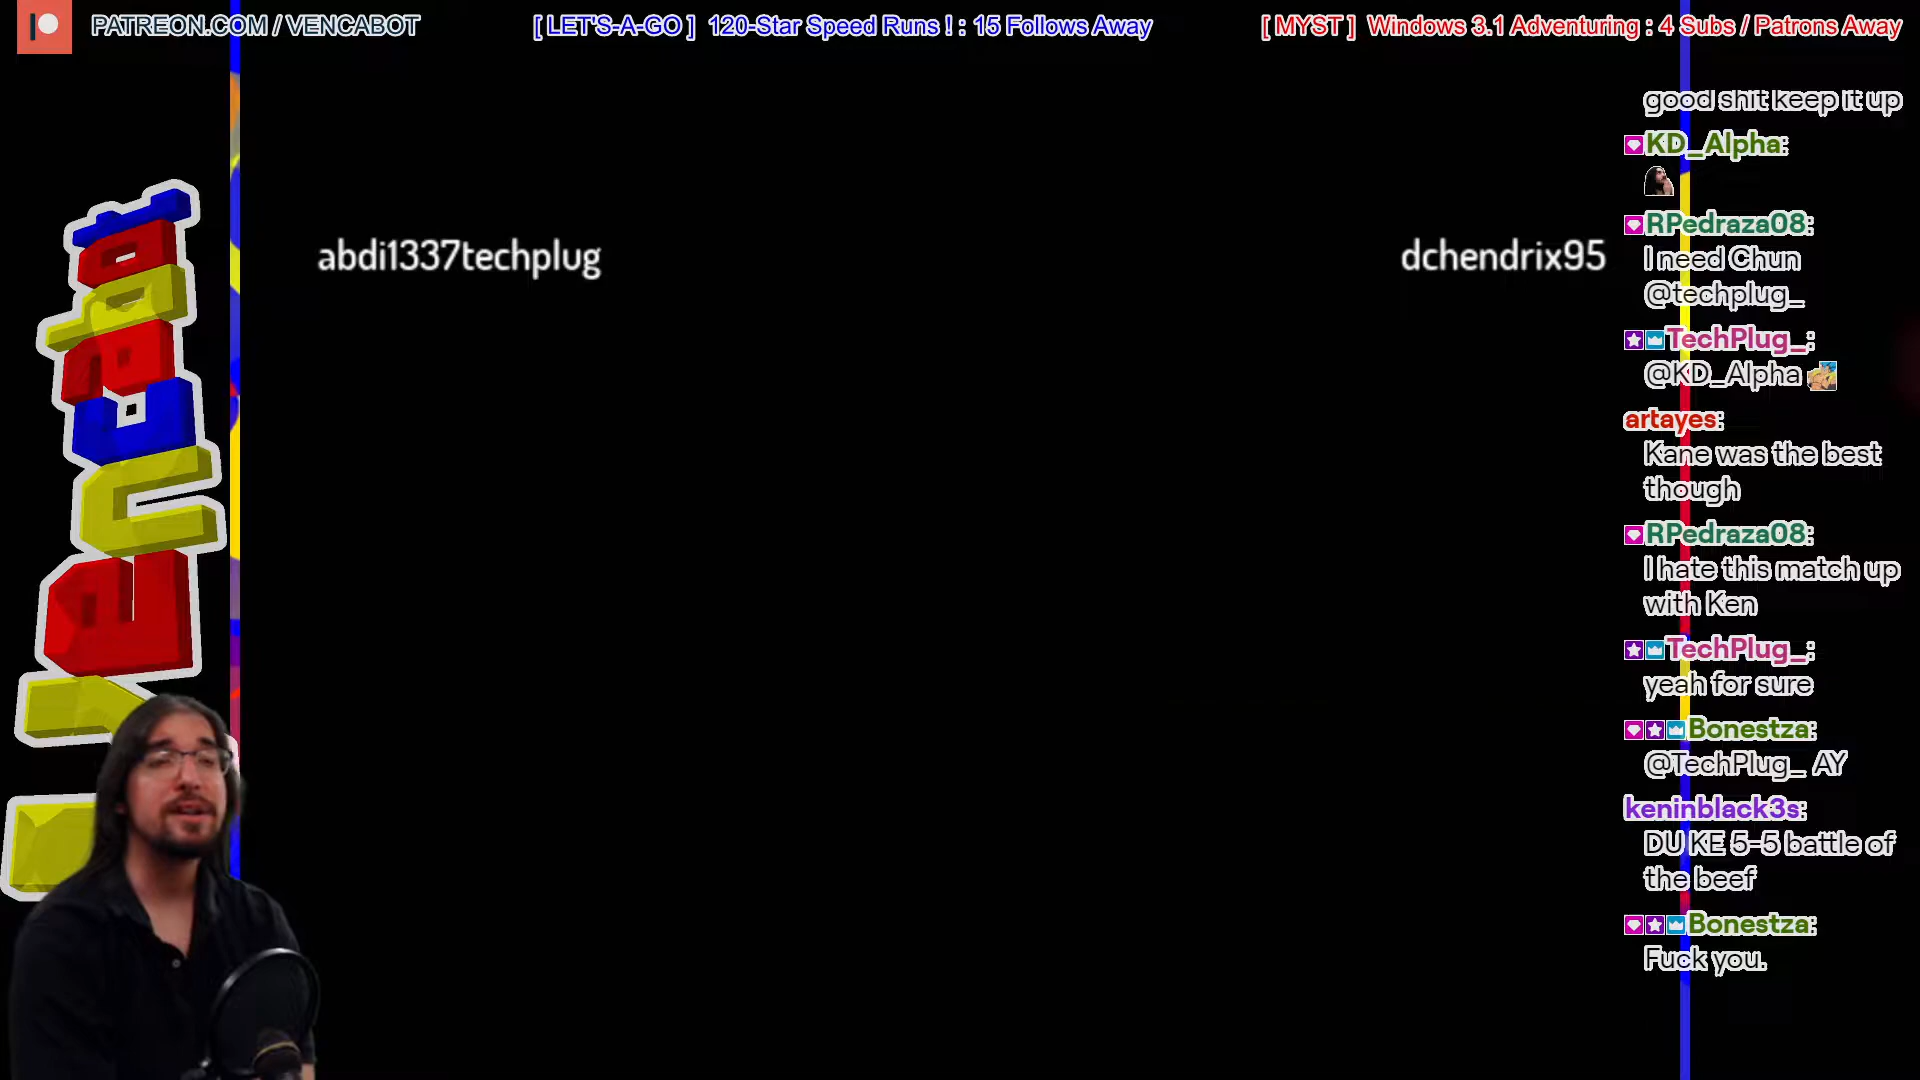 PATREON.COM / VENCABOT
[ LET'S-A-GO ] 120-Star Speed Runs ! : 15 Follows Away
[ MYST ] Windows 3.1 Adventuring : 4 Subs / Patrons Away
Vencabot
abdi1337techplug
dchendrix95
good shit keep it up
KD_Alpha:
RPedraza08:
I need Chun
@techplug_
TechPlug_:
@KD_Alpha
artayes:
Kane was the best
though
RPedraza08:
I hate this match up
with Ken
TechPlug_:
yeah for sure
Bonestza:
@TechPlug_ AY
keninblack3s:
DU KE 5-5 battle of
the beef
Bonestza:
Fuck you.